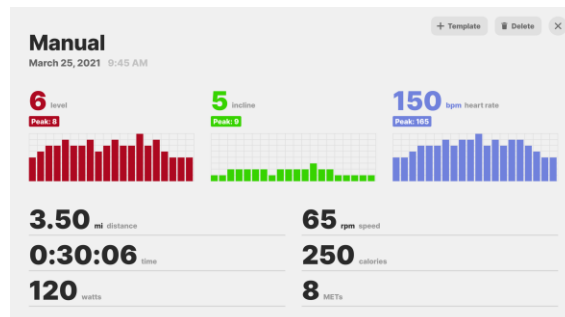 + Template
Delete
Manual
March 25, 2021 9:45 AM
6 level
Peak: 8
5 incline
Peak: 9
150 bpm heart rate
Peak: 165
3.50 mi distance
65 rpm speed
0:30:06 time
250 calories
120 watts
8 METs